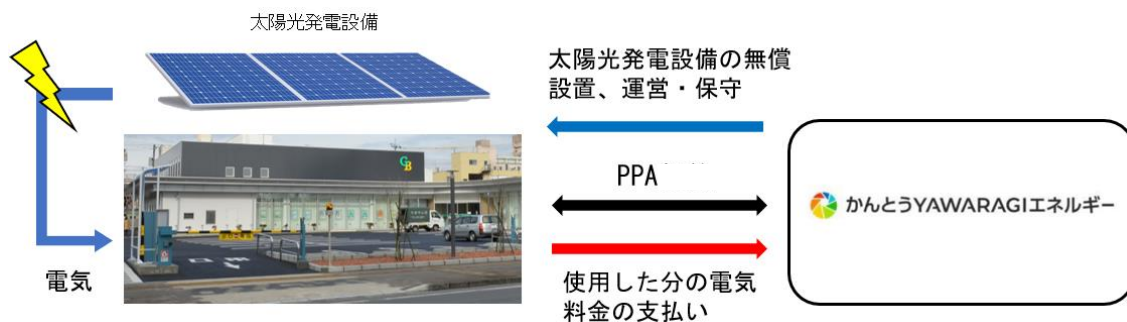 太陽光発電設備
太陽光発電設備の無償
設置、運営・保守
GB
PPA
かんとうYAWARAGIエネルギー
電気
使用した分の電気
料金の支払い